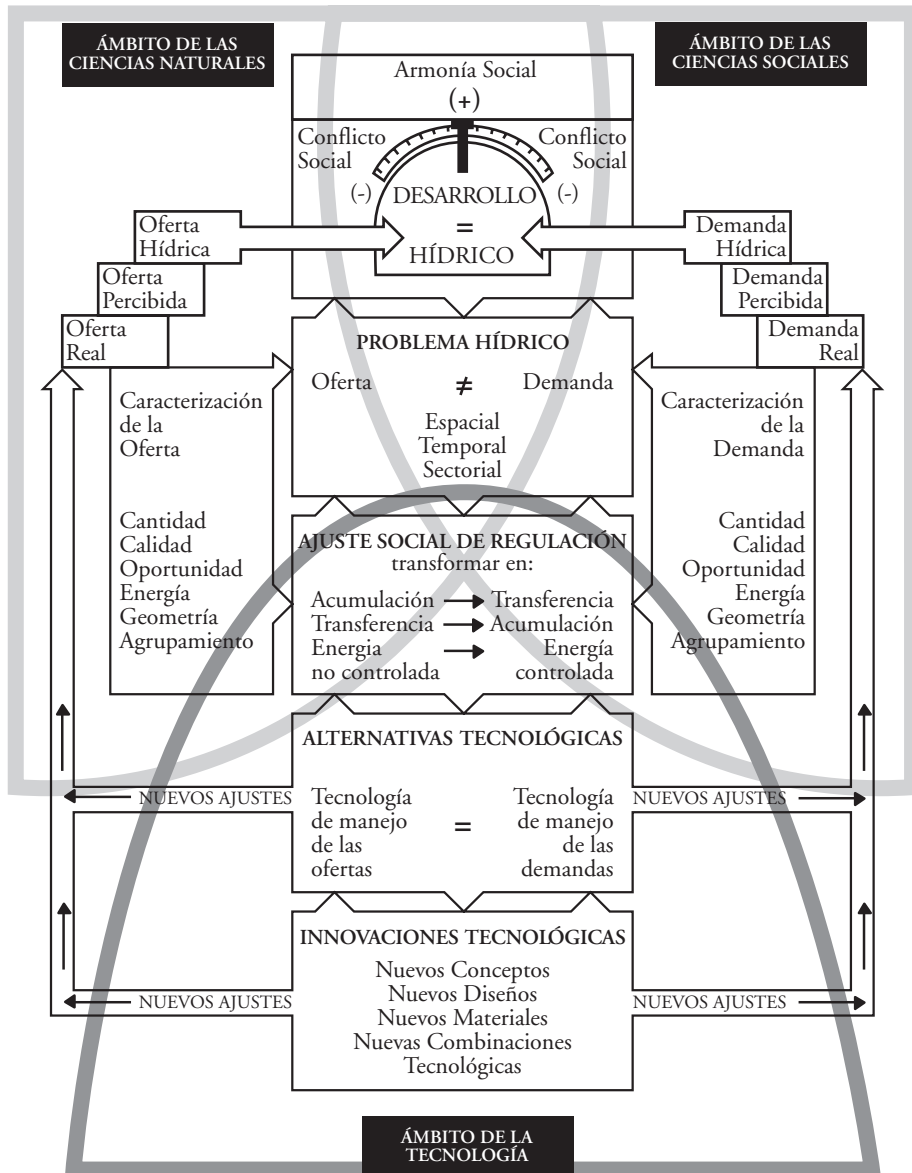 ÁMBITO DE LAS
CIENCIAS NATURALES
ÁMBITO DE LAS
CIENCIAS SOCIALES
Armonía Social
(+)
Conflicto
Social
(-)
Conflicto
Social
(-)
DESARROLLO
=
HÍDRICO
Oferta
Hídrica
Oferta
Percibida
Oferta
Real
Demanda
Hídrica
Demanda
Percibida
Demanda
Real
PROBLEMA HÍDRICO
Oferta ≠ Demanda
Espacial
Temporal
Sectorial
Caracterización
de la
Oferta
Cantidad
Calidad
Oportunidad
Energía
Geometría
Agrupamiento
Caracterización
de la
Demanda
Cantidad
Calidad
Oportunidad
Energía
Geometría
Agrupamiento
AJUSTE SOCIAL DE REGULACIÓN
transformar en:
Acumulación Transferencia
Transferencia Acumulación
Energia Energía
no controlada controlada
ALTERNATIVAS TECNOLÓGICAS
NUEVOS AJUSTES
Tecnología
de manejo
de las
ofertas
=
Tecnología
de manejo
de las
demandas
NUEVOS AJUSTES
INNOVACIONES TECNOLÓGICAS
Nuevos Conceptos
Nuevos Diseños
Nuevos Materiales
Nuevas Combinaciones
Tecnológicas
NUEVOS AJUSTES
NUEVOS AJUSTES
ÁMBITO DE LA
TECNOLOGÍA